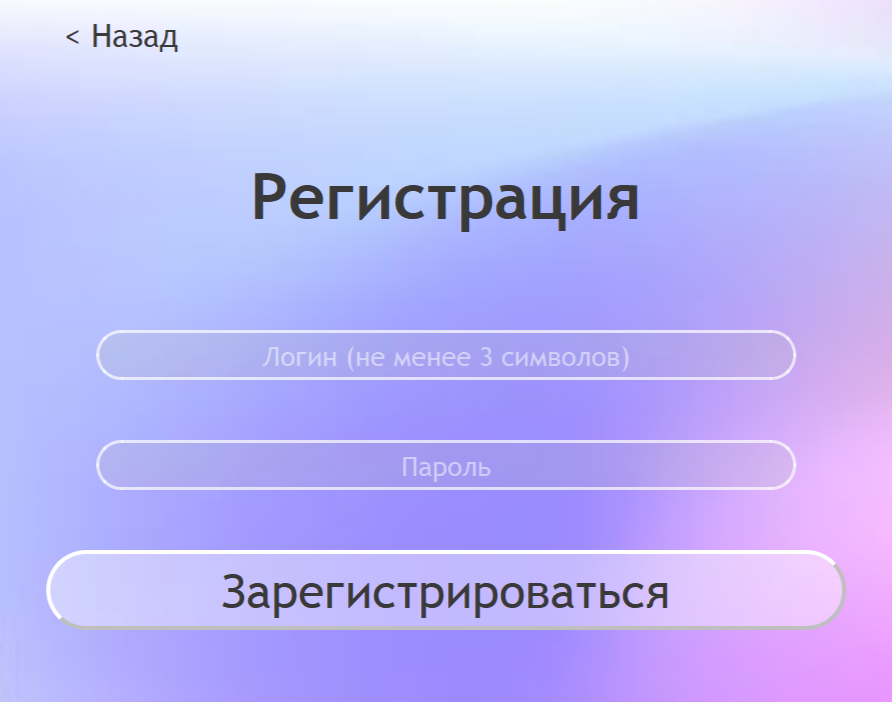 < Назад
Регистрация
Логин (не менее 3 символов)
Пароль
Зарегистрироваться